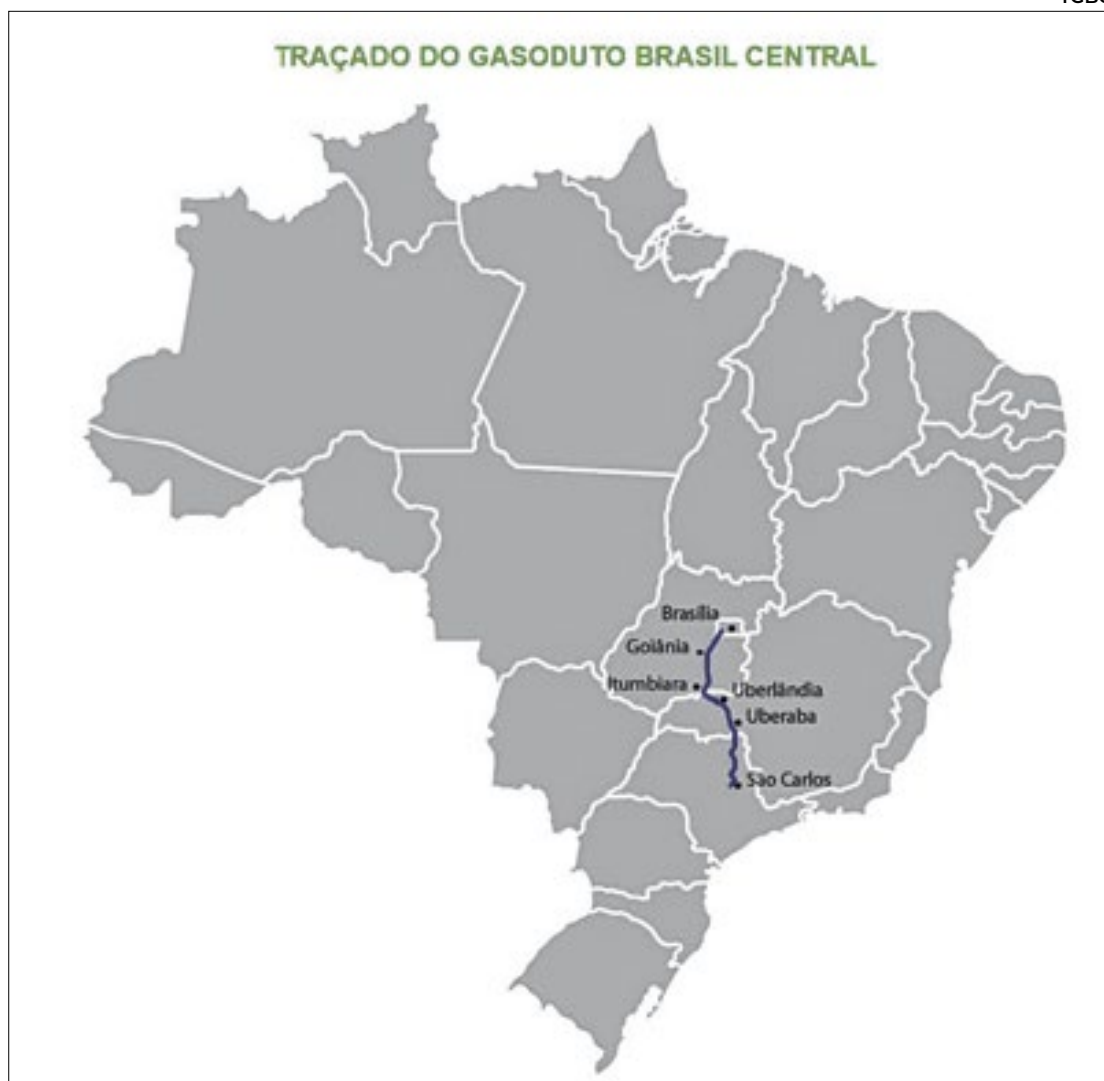 TRAÇADO DO GASODUTO BRASIL CENTRAL
Brasília
Goiânia
Itumbiara
Uberlândia
Uberaba
São Carlos